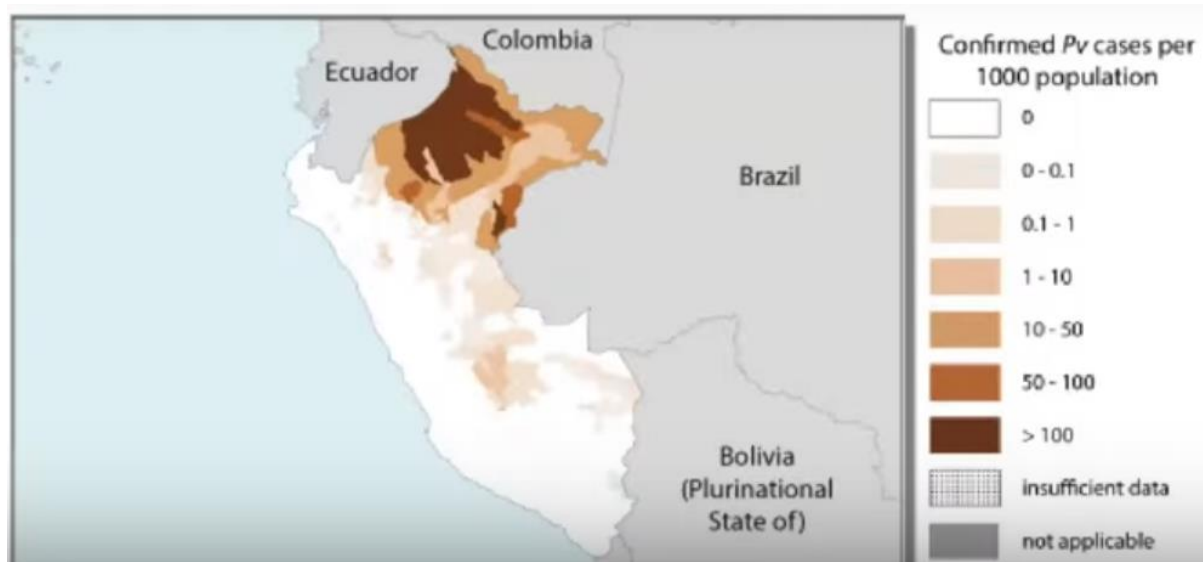 Colombia
Ecuador
Brazil
Bolivia
(Plurinational
State of)
Confirmed Pv cases per
1000 population
0
0 - 0.1
0.1 - 1
1 - 10
10 - 50
50 - 100
> 100
insufficient data
not applicable